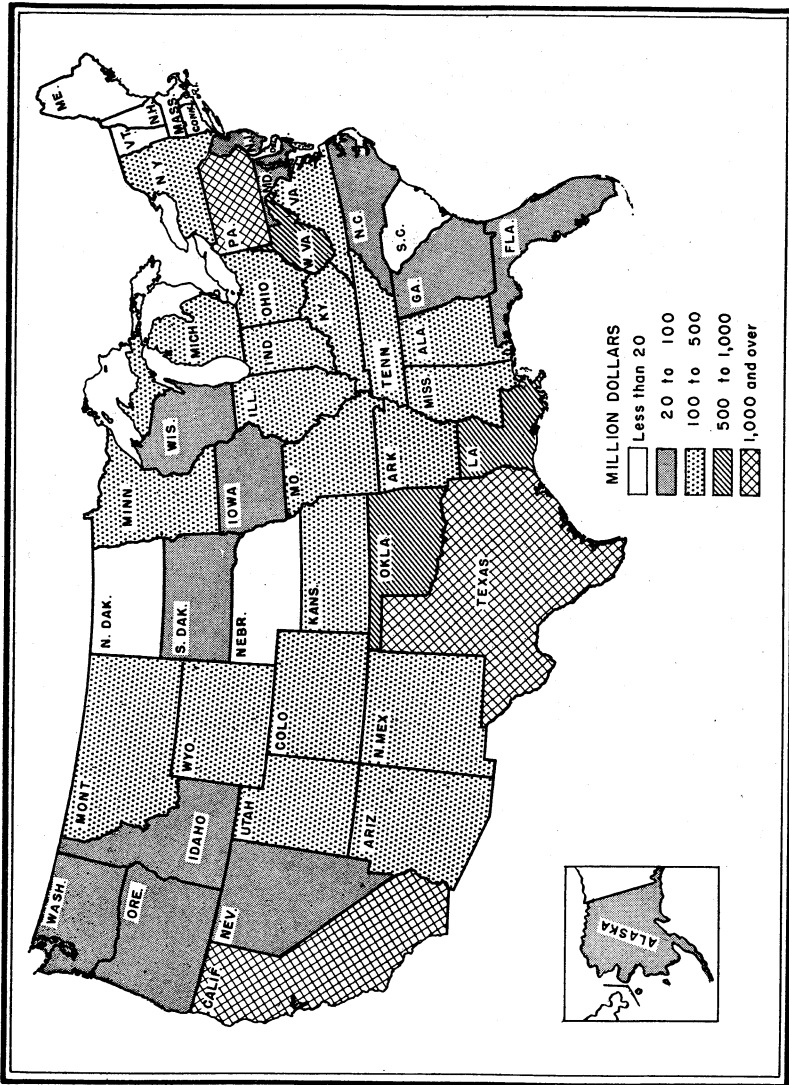 WASH.
ORE.
CALIF.
NEV.
IDAHO
MONT.
WYO.
UTAH
ARIZ.
COLO.
N. MEX.
N. DAK.
S. DAK.
NEBR.
KANS.
OKLA.
TEXAS
MINN.
IOWA
MO.
ARK.
LA.
WIS.
ILL.
MICH.
IND.
OHIO
KY.
TENN.
MISS.
ALA.
GA.
FLA.
S.C.
N.C.
VA.
W. VA.
PA.
N.Y.
VT.
N.H.
ME.
MASS.
CONN.
R.I.
N.J.
MD.
ALASKA
MILLION DOLLARS
Less than 20
20 to 100
100 to 500
500 to 1,000
1,000 and over